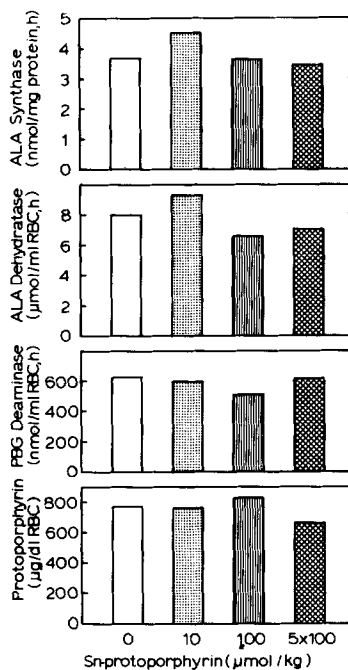 ALA Synthase
(nmol/mg protein,h)
5
4
3
2
1
0
ALA Dehydratase
(μmol/ml RBC,h)
8
6
4
2
0
PBG Deaminase
(nmol/ml RBC,h)
600
400
200
0
Protoporphyrin
(μg/dl RBC)
800
600
400
200
0
0 10 100 5x100
Sn-protoporphyrin (μmol/kg)